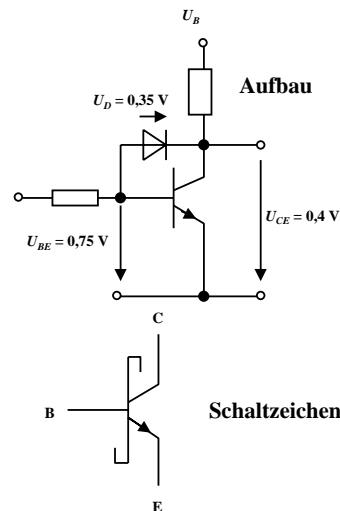 U_B
Aufbau
U_D = 0,35 V
U_CE = 0,4 V
U_BE = 0,75 V
C
B
Schaltzeichen
E